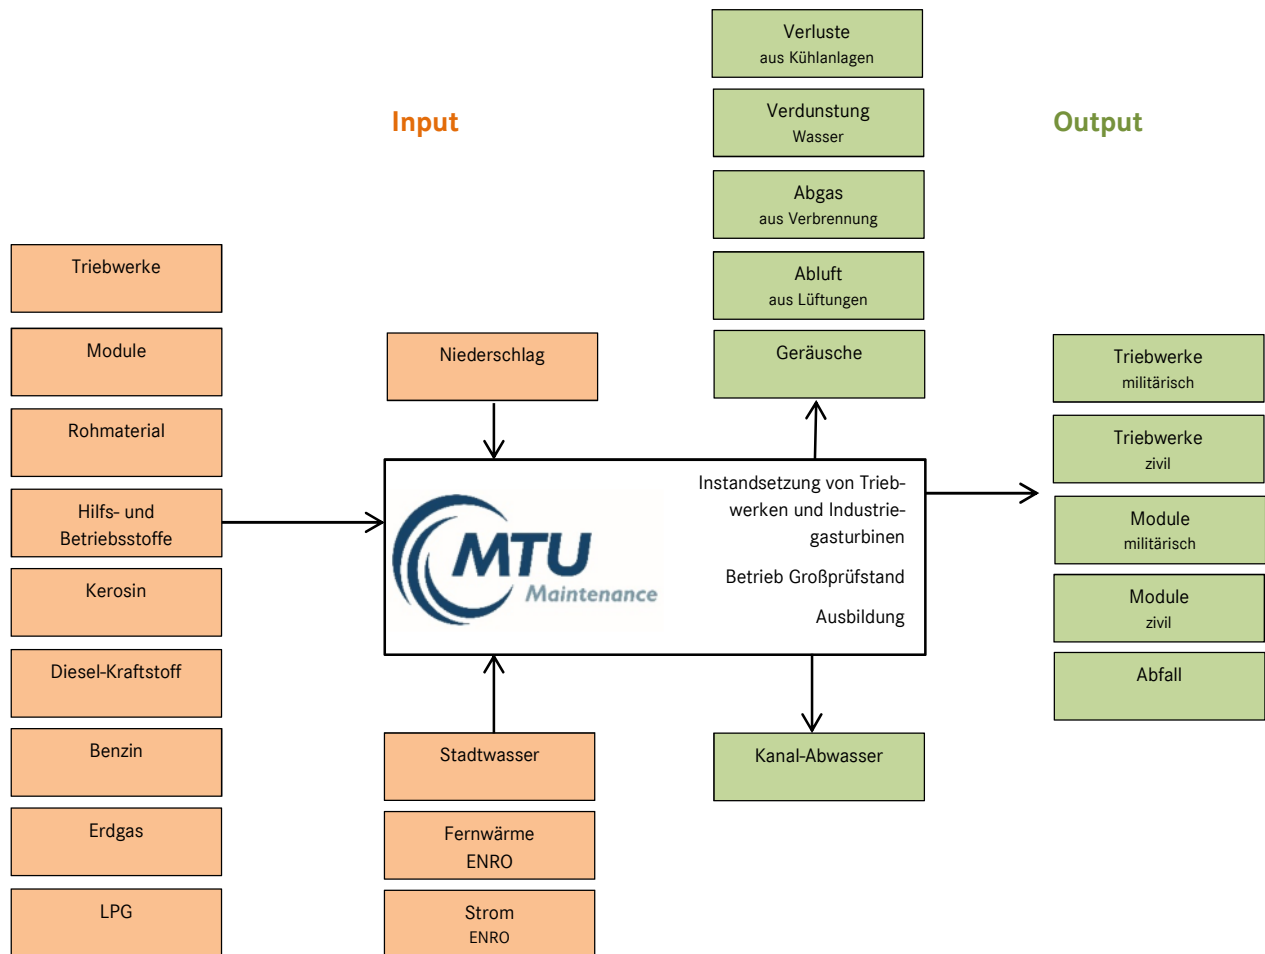 Input
Output
Triebwerke
Module
Rohmaterial
Hilfs- und
Betriebsstoffe
Kerosin
Diesel-Kraftstoff
Benzin
Erdgas
LPG
Niederschlag
Stadtwasser
Fernwärme
ENRO
Strom
ENRO
MTU
Maintenance
Instandsetzung von Trieb-
werken und Industrie-
gasturbinen
Betrieb Großprüfstand
Ausbildung
Verluste
aus Kühlanlagen
Verdunstung
Wasser
Abgas
aus Verbrennung
Abluft
aus Lüftungen
Geräusche
Kanal-Abwasser
Triebwerke
militärisch
Triebwerke
zivil
Module
militärisch
Module
zivil
Abfall